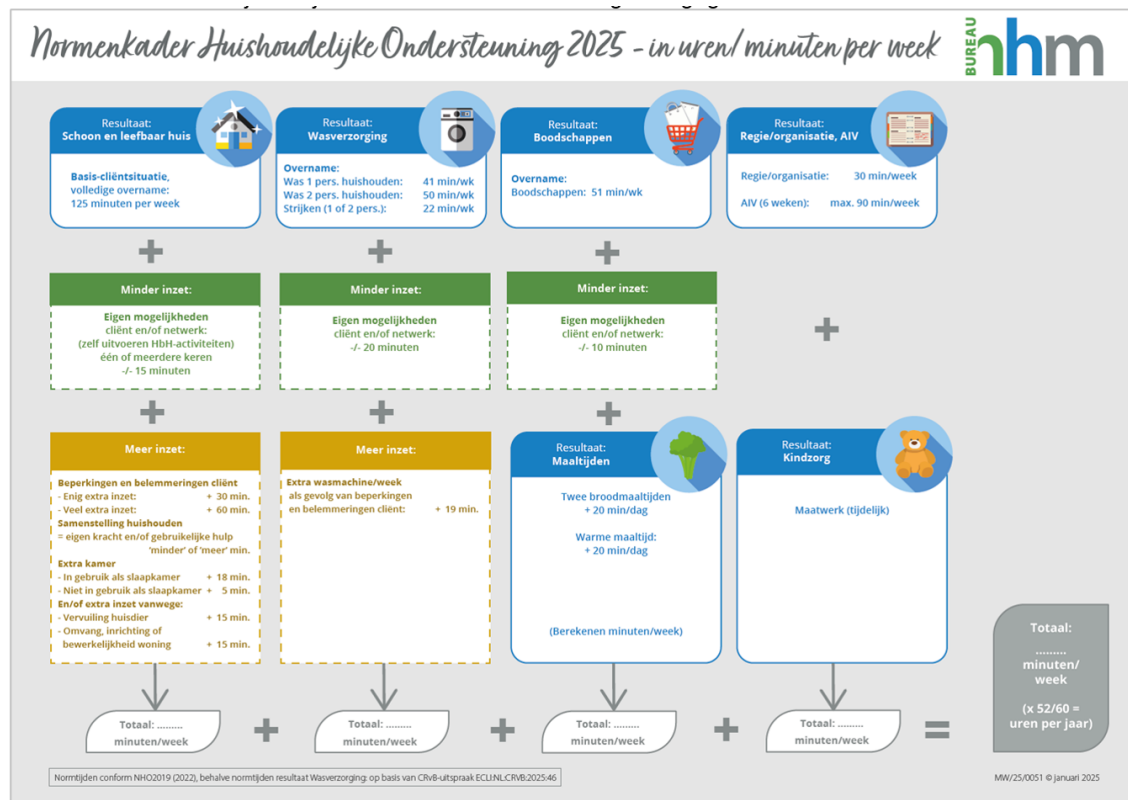 Normenkader Huishoudelijke Ondersteuning 2025 - in uren/minuten per week
BUREAU
nhm
Resultaat:
Schoon en leefbaar huis
Basis-cliëntsituatie,
volledige overname:
125 minuten per week
Resultaat:
Wasverzorging
Overname:
Was 1 pers. huishouden: 41 min/wk
Was 2 pers. huishouden: 50 min/wk
Strijken (1 of 2 pers.): 22 min/wk
Resultaat:
Boodschappen
Overname:
Boodschappen: 51 min/wk
Resultaat:
Regie/organisatie, AIV
Regie/organisatie: 30 min/week
AIV (6 weken): max. 90 min/week
+
+
+
Minder inzet:
Eigen mogelijkheden
cliënt en/of netwerk:
(zelf uitvoeren HbH-activiteiten)
één of meerdere keren
-/- 15 minuten
Minder inzet:
Eigen mogelijkheden
cliënt en/of netwerk:
-/- 20 minuten
Minder inzet:
Eigen mogelijkheden
cliënt en/of netwerk:
-/- 10 minuten
+
+
+
+
Meer inzet:
Beperkingen en belemmeringen cliënt
- Enig extra inzet: + 30 min.
- Veel extra inzet: + 60 min.
Samenstelling huishouden
= eigen kracht en/of gebruikelijke hulp
'minder' of 'meer' min.
Extra kamer
- In gebruik als slaapkamer + 18 min.
- Niet in gebruik als slaapkamer + 5 min.
En/of extra inzet vanwege:
- Vervuiling huisdier + 15 min.
- Omvang, inrichting of
bewerkelijkheid woning + 15 min.
Meer inzet:
Extra wasmachine/week
als gevolg van beperkingen
en belemmeringen cliënt: + 19 min.
Resultaat:
Maaltijden
Twee broodmaaltijden
+ 20 min/dag
Warme maaltijd:
+ 20 min/dag
(Berekenen minuten/week)
Resultaat:
Kindzorg
Maatwerk (tijdelijk)
Totaal: .........
minuten/week
+
Totaal: .........
minuten/week
+
Totaal: .........
minuten/week
+
Totaal: .........
minuten/week
=
Totaal:
.........
minuten/
week
(x 52/60 =
uren per jaar)
Normtijden conform NHO2019 (2022), behalve normtijden resultaat Wasverzorging: op basis van CRvB-uitspraak ECLI:NL:CRVB:2025:46
MW/25/0051 © januari 2025